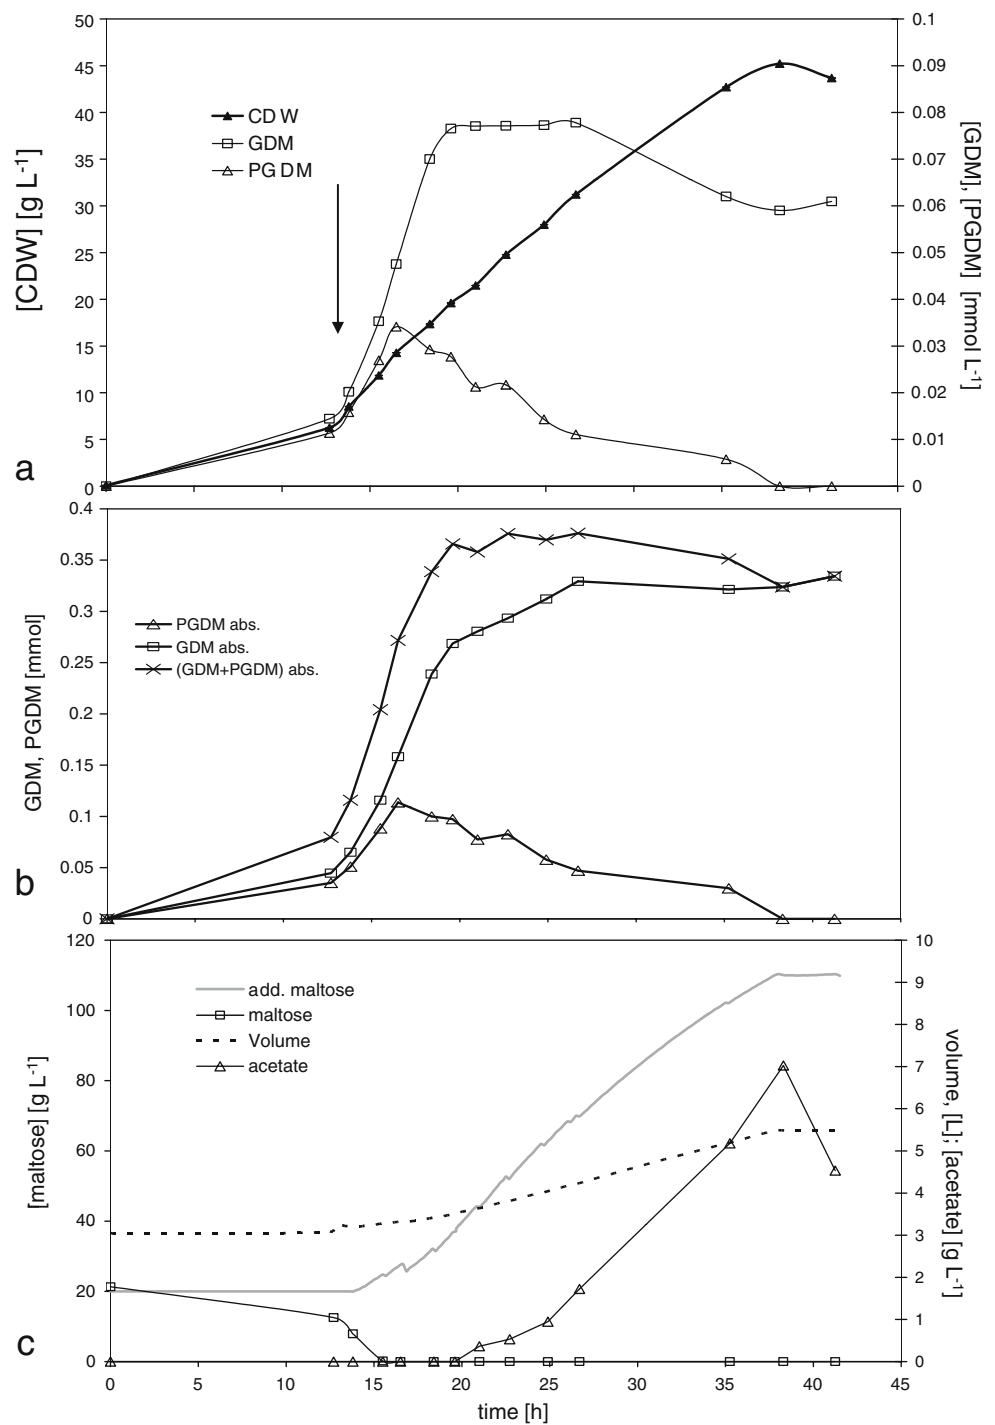 50
45
40
35
30
25
20
15
10
5
0
[CDW] [g L-1]
CDW
GDM
PGDM
0.1
0.09
0.08
0.07
0.06
0.05
0.04
0.03
0.02
0.01
0
[GDM], [PGDM] [mmol L-1]
a
0.4
0.35
0.3
0.25
0.2
0.15
0.1
0.05
0
GDM, PGDM [mmol]
PGDM abs.
GDM abs.
(GDM+PGDM) abs.
b
120
100
80
60
40
20
0
[maltose] [g L-1]
add. maltose
maltose
Volume
acetate
10
9
8
7
6
5
4
3
2
1
0
volume, [L]; [acetate] [g L-1]
c
0 5 10 15 20 25 30 35 40 45
time [h]